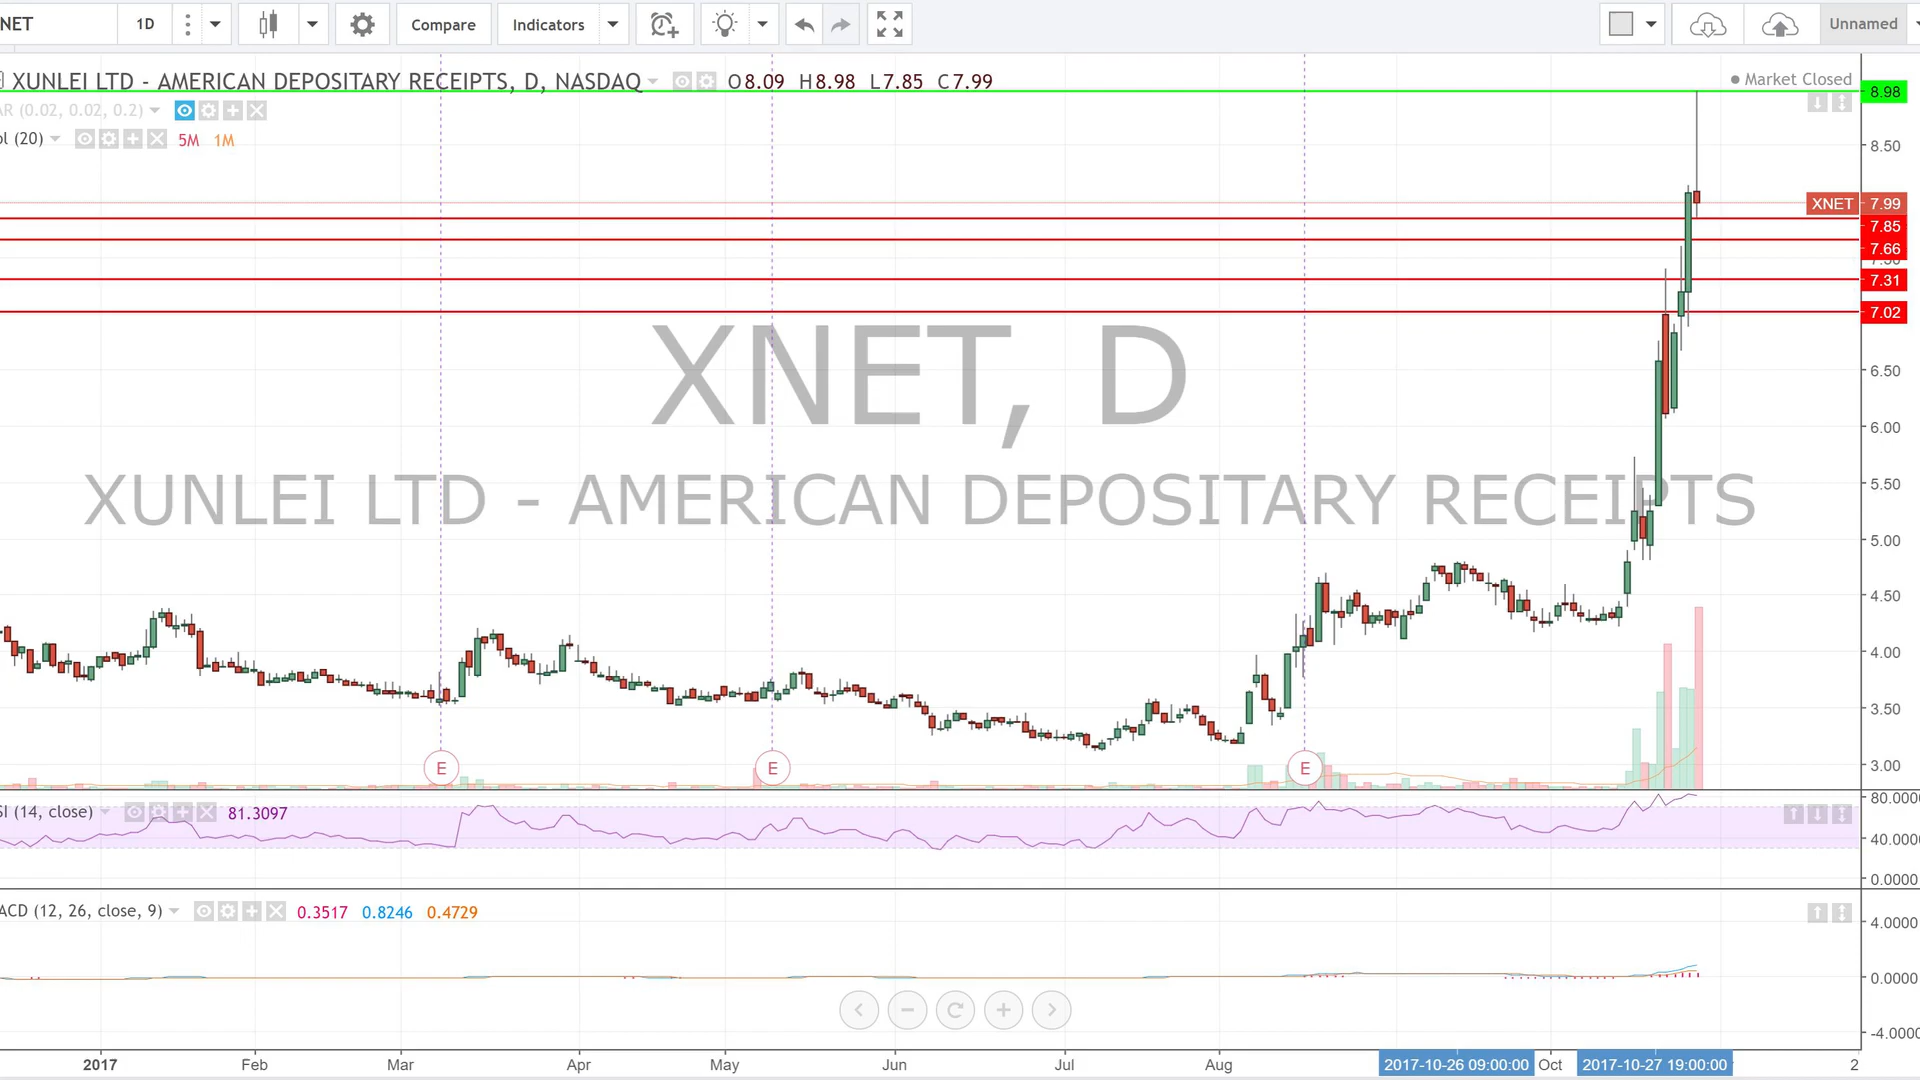 NET 1D Compare Indicators Unnamed
XUNLEI LTD - AMERICAN DEPOSITARY RECEIPTS, D, NASDAQ O8.09 H8.98 L7.85 C7.99 Market Closed
8.98
AR (0.02, 0.02, 0.2)
ol (20) 5M 1M
8.50
XNET 7.99
7.85
7.66
7.31
7.02
XNET, D
6.50
6.00
XUNLEI LTD - AMERICAN DEPOSITARY RECEIPTS
5.50
5.00
4.50
4.00
3.50
E E E
3.00
SI (14, close) 81.3097
80.0000
40.0000
0.0000
ACD (12, 26, close, 9) 0.3517 0.8246 0.4729
4.0000
0.0000
-4.0000
2017 Feb Mar Apr May Jun Jul Aug 2017-10-26 09:00:00 Oct 2017-10-27 19:00:00 2